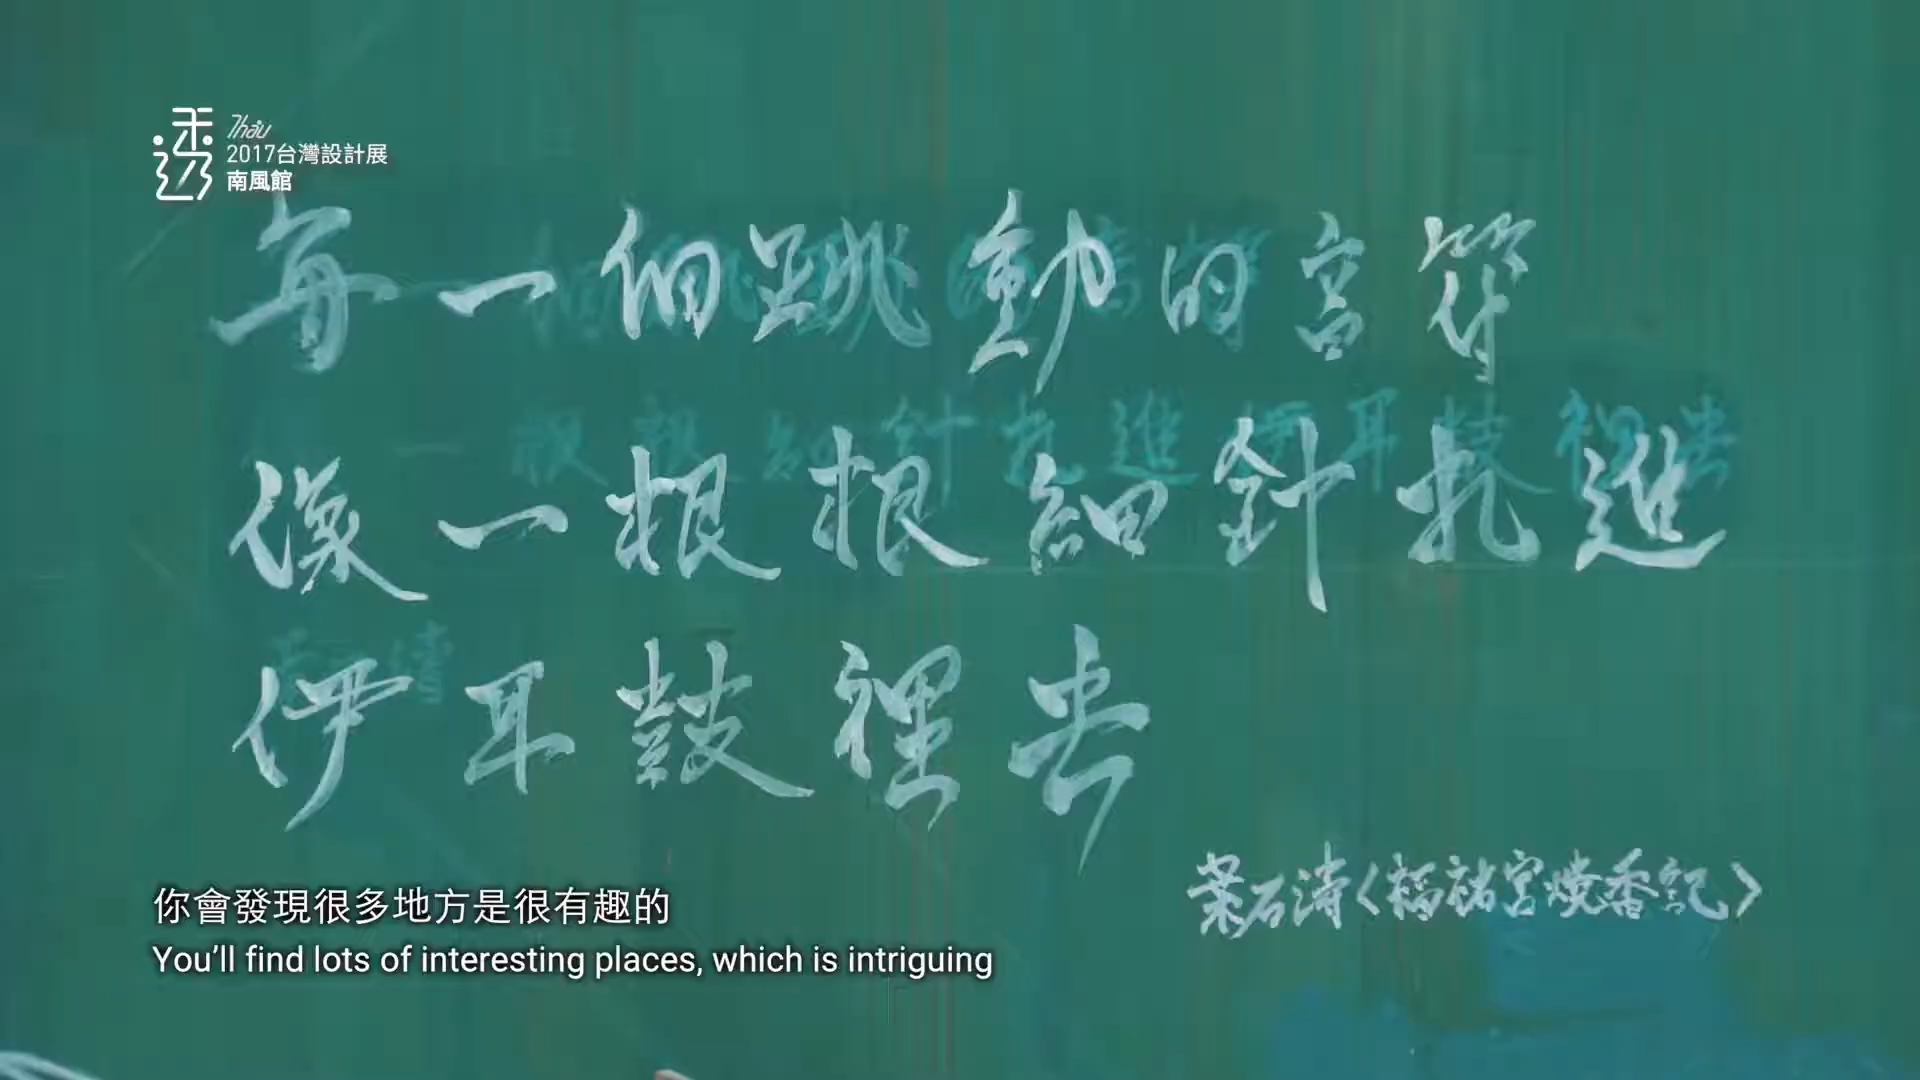 透 Thâu
2017台灣設計展
南風館
每一個跳動的宮符
像一根根細針扎進
伊耳鼓裡去
葉石濤〈福祐宮燒香記〉
你會發現很多地方是很有趣的
You’ll find lots of interesting places, which is intriguing